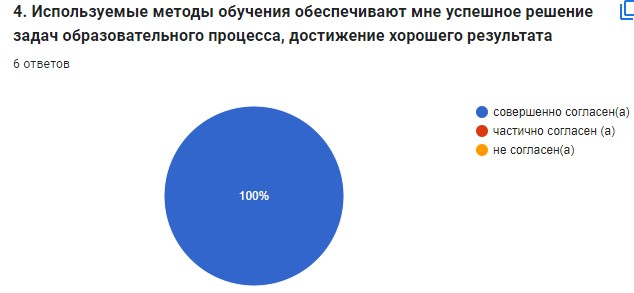 4. Используемые методы обучения обеспечивают мне успешное решение
задач образовательного процесса, достижение хорошего результата
6 ответов
совершенно согласен(а)
частично согласен (а)
не согласен(а)
100%